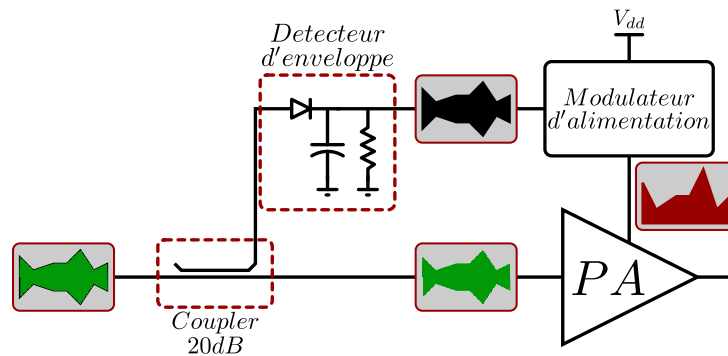 V_dd
Detecteur
d'enveloppe
Modulateur
d'alimentation
PA
Coupler
20dB